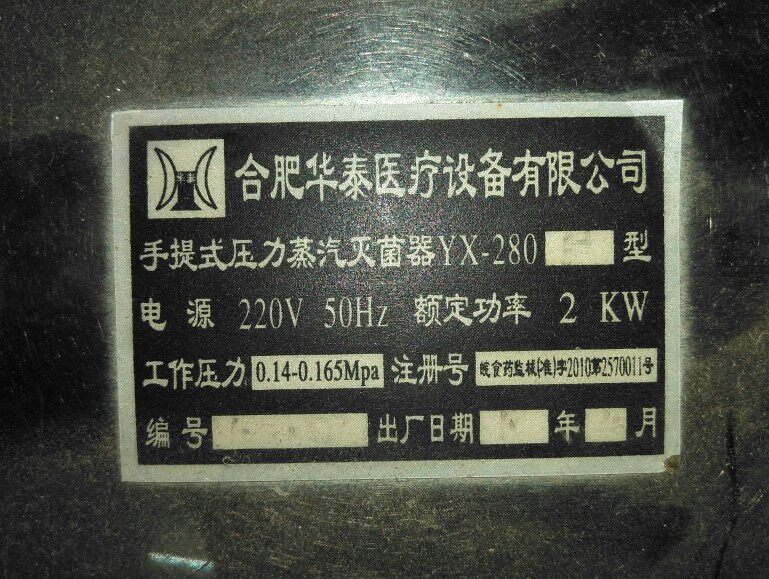 华泰
合肥华泰医疗设备有限公司
手提式压力蒸汽灭菌器YX-280 型
电 源 220V 50Hz 额定功率 2 KW
工作压力 0.14-0.165Mpa 注册号 皖食药监械(准)字2010第2570011号
编号 出厂日期 年 月